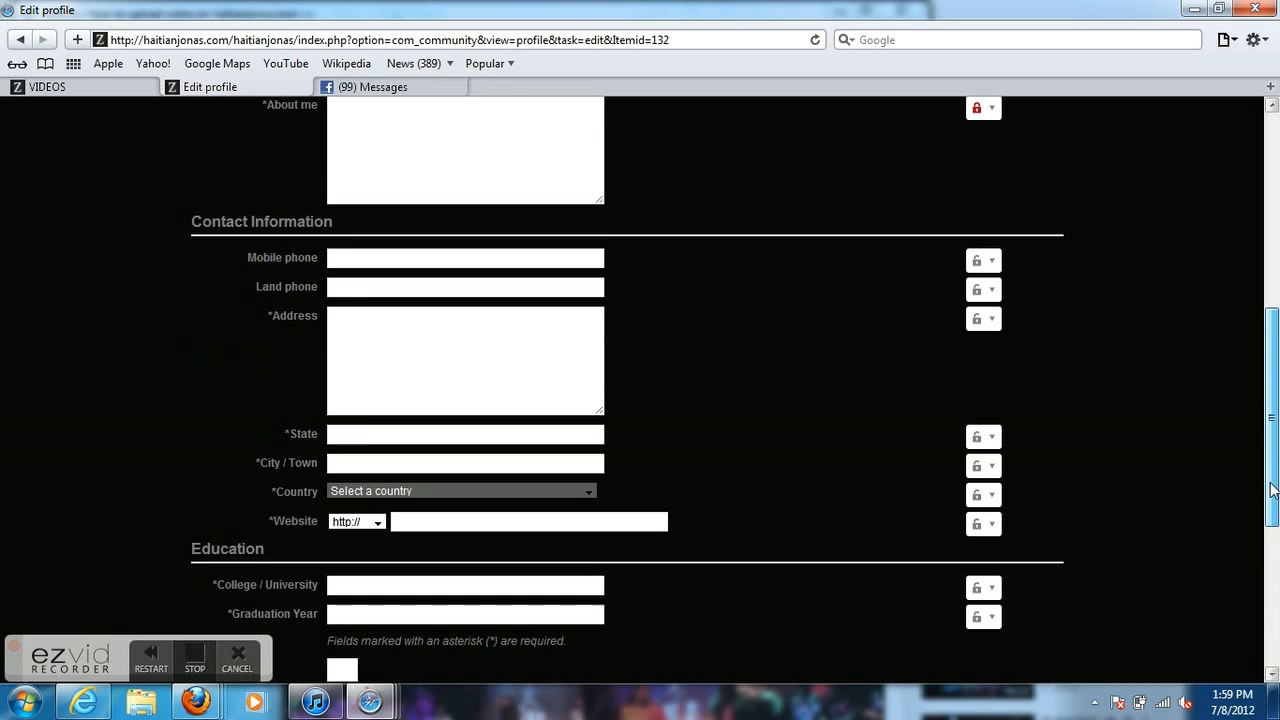 Edit profile
http://haitianjonas.com/haitianjonas/index.php?option=com_community&view=profile&task=edit&Itemid=132
Google
Apple Yahoo! Google Maps YouTube Wikipedia News (389) Popular
Z VIDEOS
Z Edit profile
f (99) Messages
*About me
Contact Information
Mobile phone
Land phone
*Address
*State
*City / Town
*Country Select a country
*Website http://
Education
*College / University
*Graduation Year
Fields marked with an asterisk (*) are required.
ezvid
RECORDER
RESTART STOP CANCEL
1:59 PM
7/8/2012